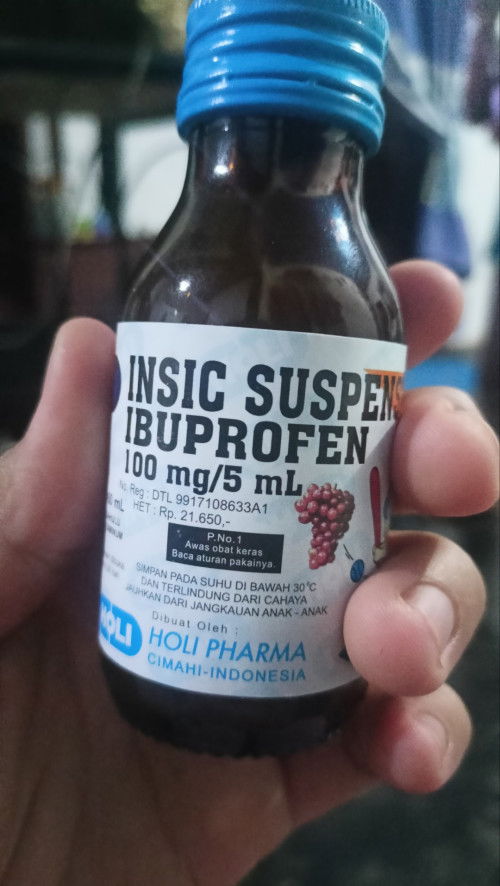 INSIC SUSPENS
IBUPROFEN
100 mg/5 mL
No. Reg : DTL 9917108633A1
HET : Rp. 21.650,-
P.No.1
Awas obat keras
Baca aturan pakainya.
SIMPAN PADA SUHU DI BAWAH 30°C
DAN TERLINDUNG DARI CAHAYA
JAUHKAN DARI JANGKAUAN ANAK - ANAK
Dibuat Oleh :
HOLI
HOLI PHARMA
CIMAHI-INDONESIA